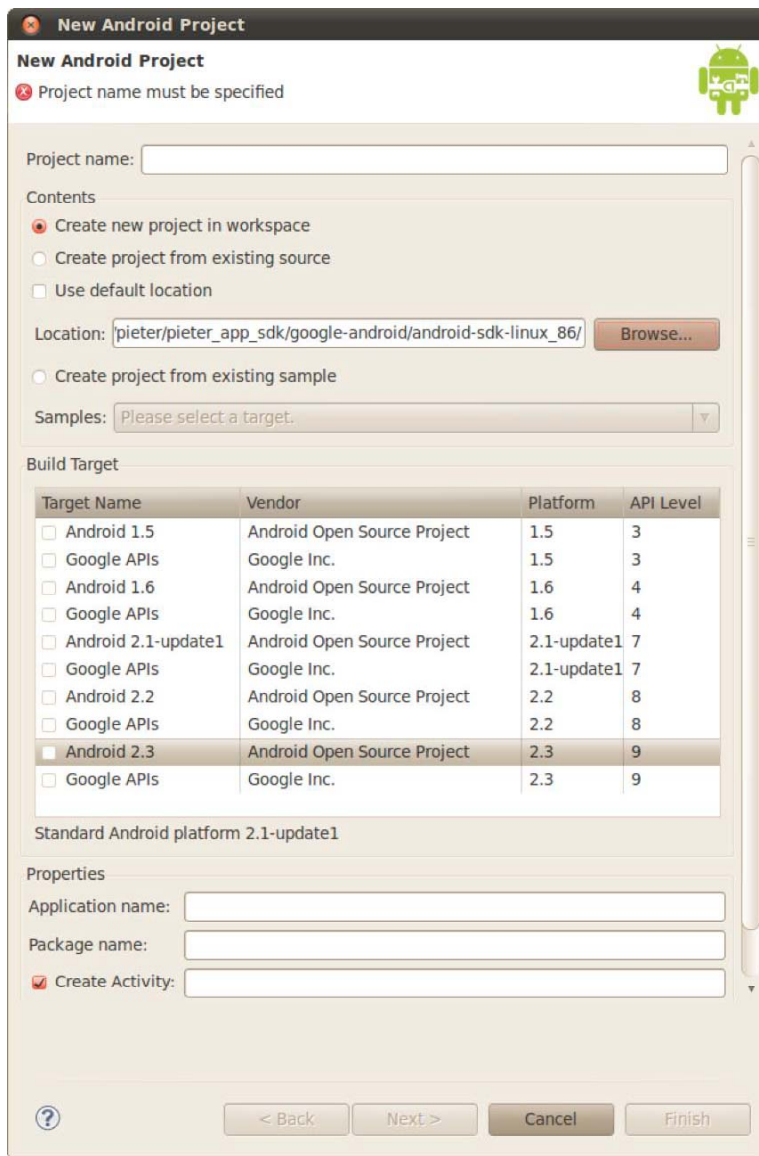 New Android Project
New Android Project
Project name must be specified
Project name:
Contents
Create new project in workspace
Create project from existing source
Use default location
Location: 'pieter/pieter_app_sdk/google-android/android-sdk-linux_86/ Browse...
Create project from existing sample
Samples: Please select a target.
Build Target
Target Name Vendor Platform API Level
Android 1.5 Android Open Source Project 1.5 3
Google APIs Google Inc. 1.5 3
Android 1.6 Android Open Source Project 1.6 4
Google APIs Google Inc. 1.6 4
Android 2.1-update1 Android Open Source Project 2.1-update1 7
Google APIs Google Inc. 2.1-update1 7
Android 2.2 Android Open Source Project 2.2 8
Google APIs Google Inc. 2.2 8
Android 2.3 Android Open Source Project 2.3 9
Google APIs Google Inc. 2.3 9
Standard Android platform 2.1-update1
Properties
Application name:
Package name:
Create Activity:
? < Back Next > Cancel Finish